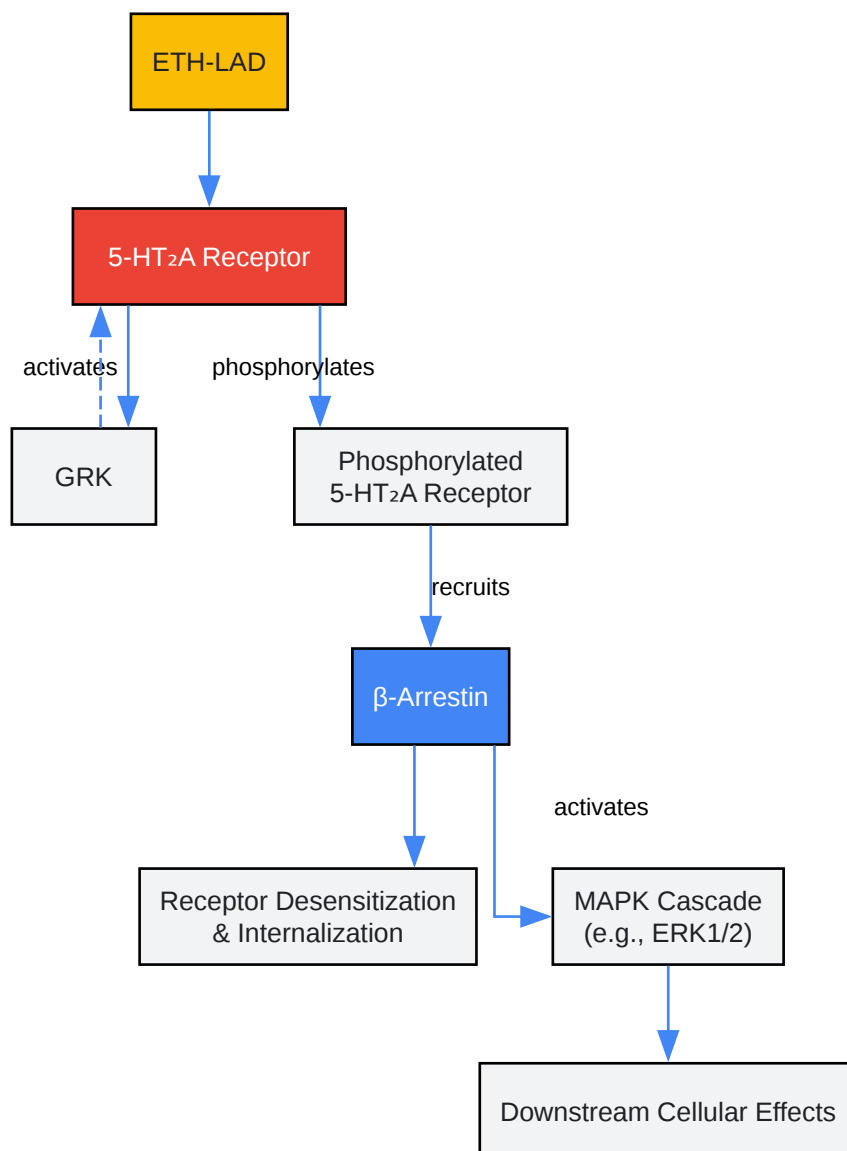 ETH-LAD
5-HT₂A Receptor
activates
phosphorylates
GRK
Phosphorylated
5-HT₂A Receptor
recruits
β-Arrestin
activates
Receptor Desensitization
& Internalization
MAPK Cascade
(e.g., ERK1/2)
Downstream Cellular Effects